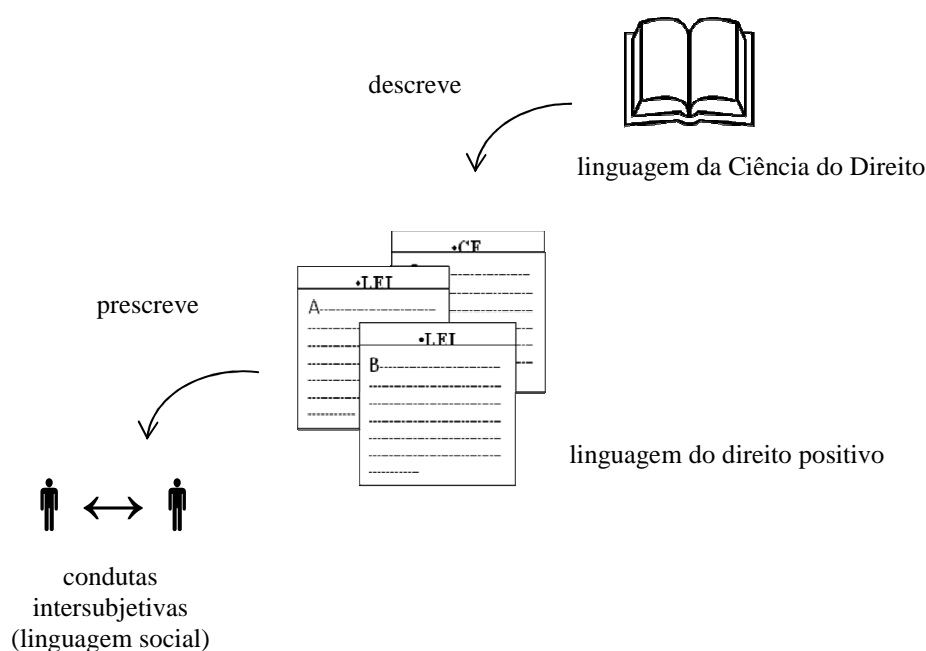 descreve
linguagem da Ciência do Direito
•CF
•LEI
A
prescreve
•LEI
B
linguagem do direito positivo
condutas
intersubjetivas
(linguagem social)